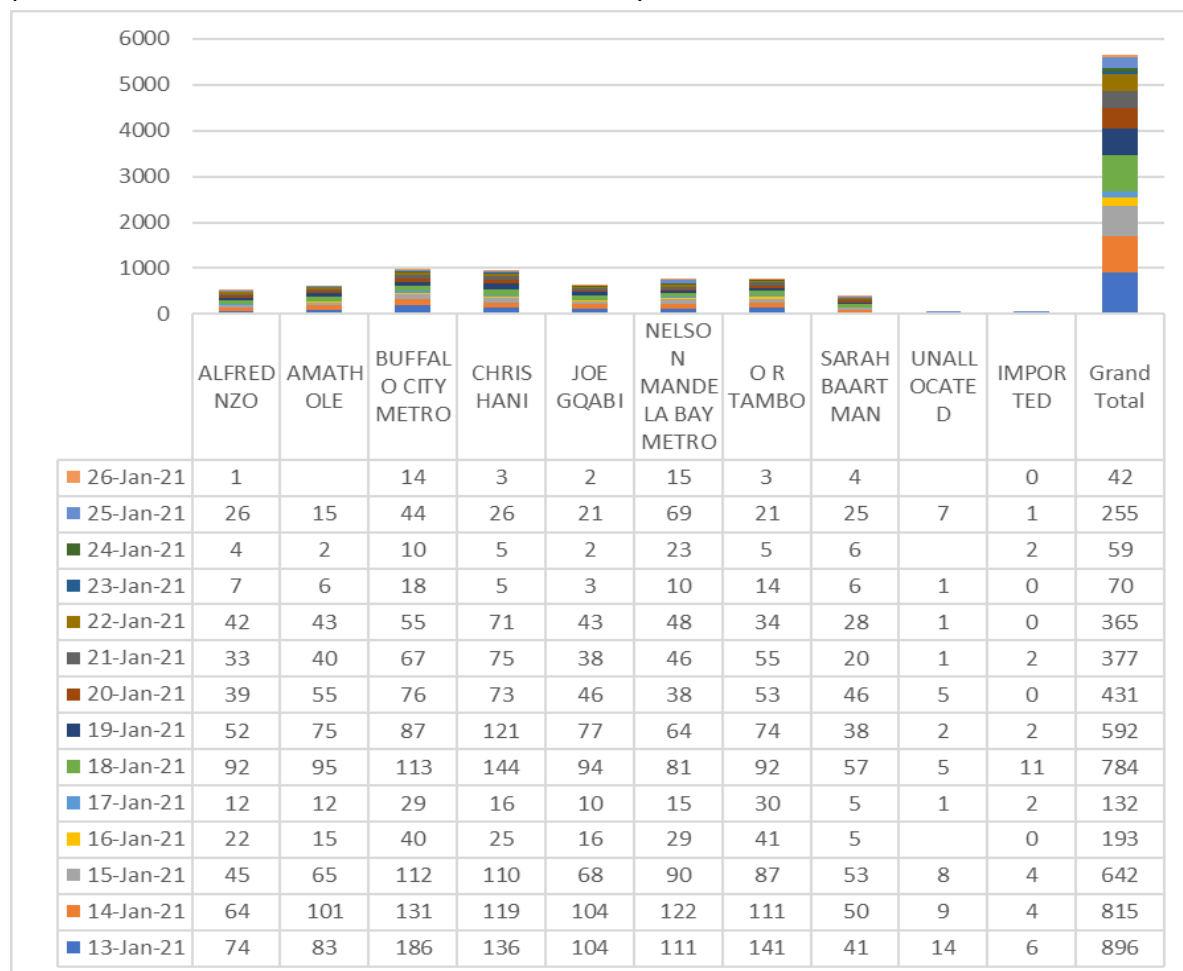 6000
5000
4000
3000
2000
1000
0
ALFRED NZO
AMATH OLE
BUFFAL O CITY METRO
CHRIS HANI
JOE GQABI
NELSO N MANDE LA BAY METRO
O R TAMBO
SARAH BAART MAN
UNALL OCATE D
IMPOR TED
Grand Total
26-Jan-21 1 14 3 2 15 3 4 0 42
25-Jan-21 26 15 44 26 21 69 21 25 7 1 255
24-Jan-21 4 2 10 5 2 23 5 6 2 59
23-Jan-21 7 6 18 5 3 10 14 6 1 0 70
22-Jan-21 42 43 55 71 43 48 34 28 1 0 365
21-Jan-21 33 40 67 75 38 46 55 20 1 2 377
20-Jan-21 39 55 76 73 46 38 53 46 5 0 431
19-Jan-21 52 75 87 121 77 64 74 38 2 2 592
18-Jan-21 92 95 113 144 94 81 92 57 5 11 784
17-Jan-21 12 12 29 16 10 15 30 5 1 2 132
16-Jan-21 22 15 40 25 16 29 41 5 0 193
15-Jan-21 45 65 112 110 68 90 87 53 8 4 642
14-Jan-21 64 101 131 119 104 122 111 50 9 4 815
13-Jan-21 74 83 186 136 104 111 141 41 14 6 896